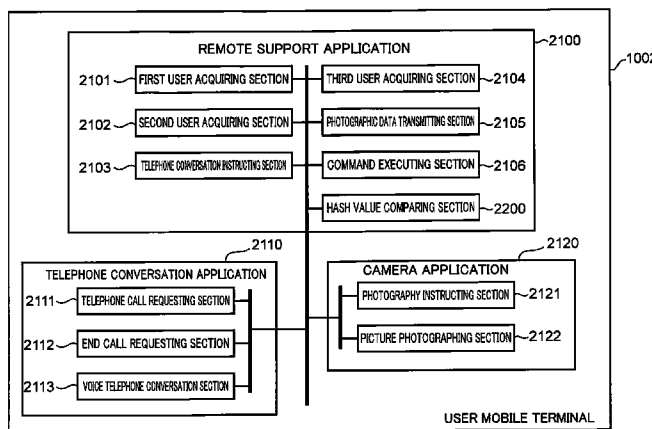 1002
2100
REMOTE SUPPORT APPLICATION
2101 FIRST USER ACQUIRING SECTION
THIRD USER ACQUIRING SECTION 2104
2102 SECOND USER ACQUIRING SECTION
PHOTOGRAPHIC DATA TRANSMITTING SECTION 2105
2103 TELEPHONE CONVERSATION INSTRUCTING SECTION
COMMAND EXECUTING SECTION 2106
HASH VALUE COMPARING SECTION 2200
2110
TELEPHONE CONVERSATION APPLICATION
2111 TELEPHONE CALL REQUESTING SECTION
2112 END CALL REQUESTING SECTION
2113 VOICE TELEPHONE CONVERSATION SECTION
2120
CAMERA APPLICATION
PHOTOGRAPHY INSTRUCTING SECTION 2121
PICTURE PHOTOGRAPHING SECTION 2122
USER MOBILE TERMINAL